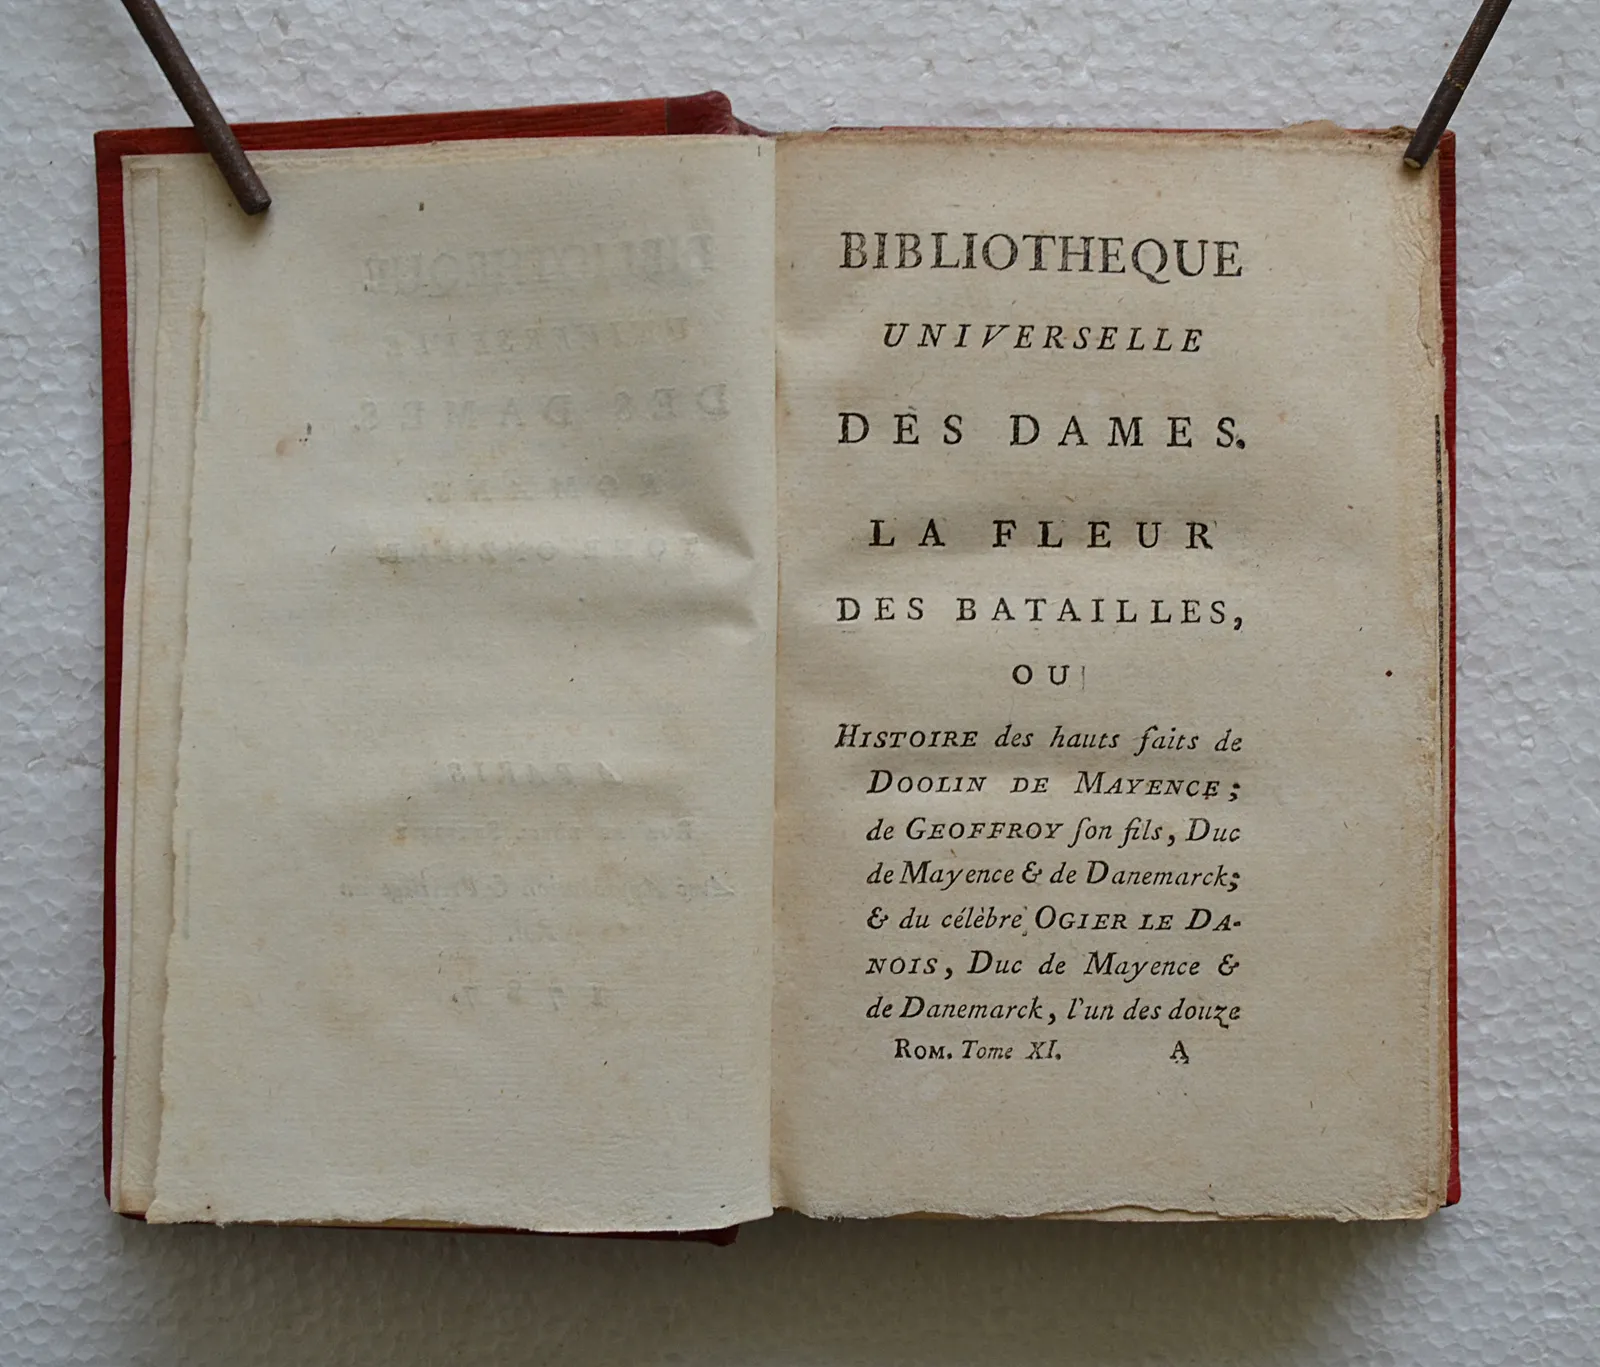 BIBLIOTHEQUE
UNIVERSELLE
DES DAMES.
LA FLEUR
DES BATAILLES,
OU
HISTOIRE des hauts faits de
DOOLIN DE MAYENCE ;
de GEOFFROY ſon fils, Duc
de Mayence & de Danemarck ;
& du célèbre OGIER LE DA-
NOIS, Duc de Mayence &
de Danemarck, l'un des douze
ROM. Tome XI. A